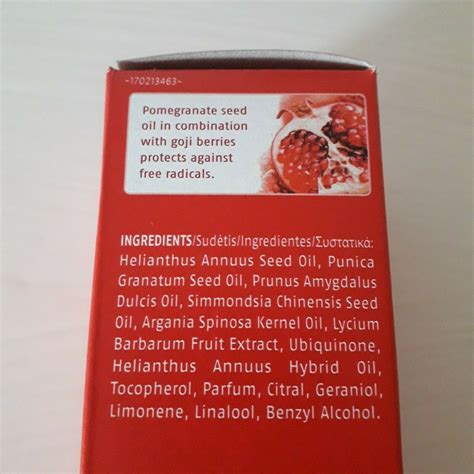 ~170213463~
Pomegranate seed
oil in combination
with goji berries
protects against
free radicals.
INGREDIENTS/Sudėtis/Ingredientes/Συστατικά:
Helianthus Annuus Seed Oil, Punica
Granatum Seed Oil, Prunus Amygdalus
Dulcis Oil, Simmondsia Chinensis Seed
Oil, Argania Spinosa Kernel Oil, Lycium
Barbarum Fruit Extract, Ubiquinone,
Helianthus Annuus Hybrid Oil,
Tocopherol, Parfum, Citral, Geraniol,
Limonene, Linalool, Benzyl Alcohol.